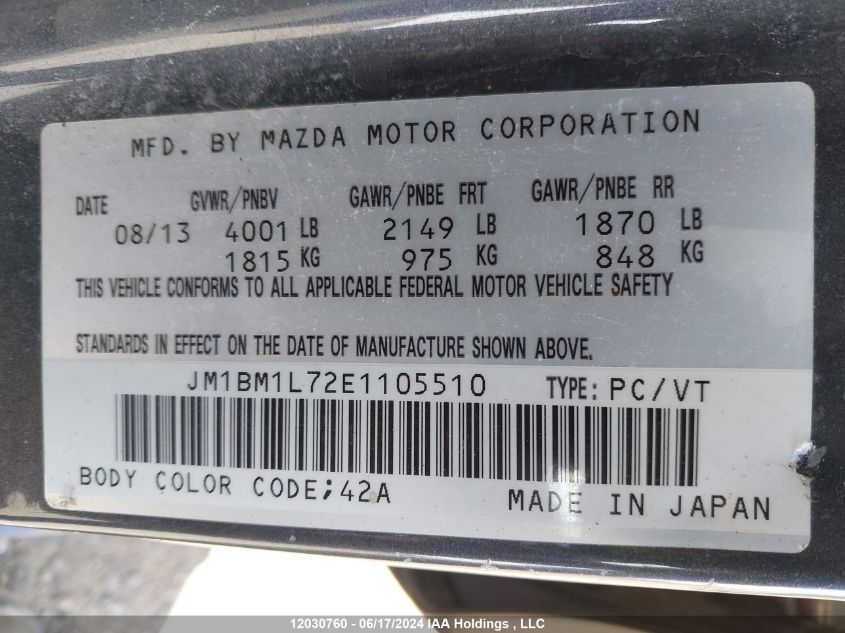 MFD. BY MAZDA MOTOR CORPORATION
DATE GVWR/PNBV GAWR/PNBE FRT GAWR/PNBE RR
08/13 4001 LB 2149 LB 1870 LB
1815 KG 975 KG 848 KG
THIS VEHICLE CONFORMS TO ALL APPLICABLE FEDERAL MOTOR VEHICLE SAFETY
STANDARDS IN EFFECT ON THE DATE OF MANUFACTURE SHOWN ABOVE.
JM1BM1L72E1105510 TYPE: PC/VT
BODY COLOR CODE;42A MADE IN JAPAN
12030760 - 06/17/2024 IAA Holdings , LLC